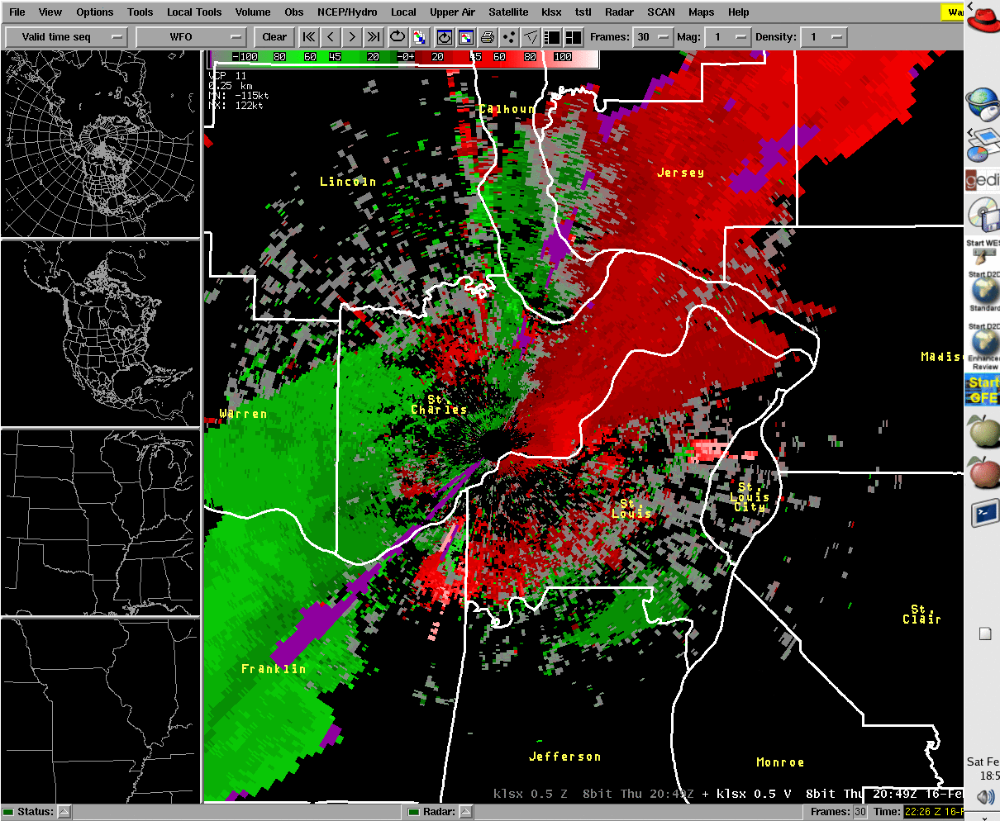 File View Options Tools Local Tools Volume Obs NCEP/Hydro Local Upper Air Satellite klsx tstl Radar SCAN Maps Help Wa
Valid time seq WFO Clear Frames: 30 Mag: 1 Density: 1
-100 80 60 45 20 -0+ 20 45 60 80 100
VCP 11
0.25 km
MN: -115kt
MX: 122kt
Calhoun
Jersey
Lincoln
gedi
Start WES
Start D2D
Standard
Start D2D
Enhanced
Review
Madis
Start
GFE
St.
Charles
Warren
St.
Louis
City
St.
Louis
St.
Clair
Franklin
Jefferson
Monroe
Sat Fe
18:5
klsx 0.5 Z 8bit Thu 20:49Z + klsx 0.5 V 8bit Thu 20:49Z 16-Feb
Status: Radar: Frames: 30 Time: 22:26 Z 16-F